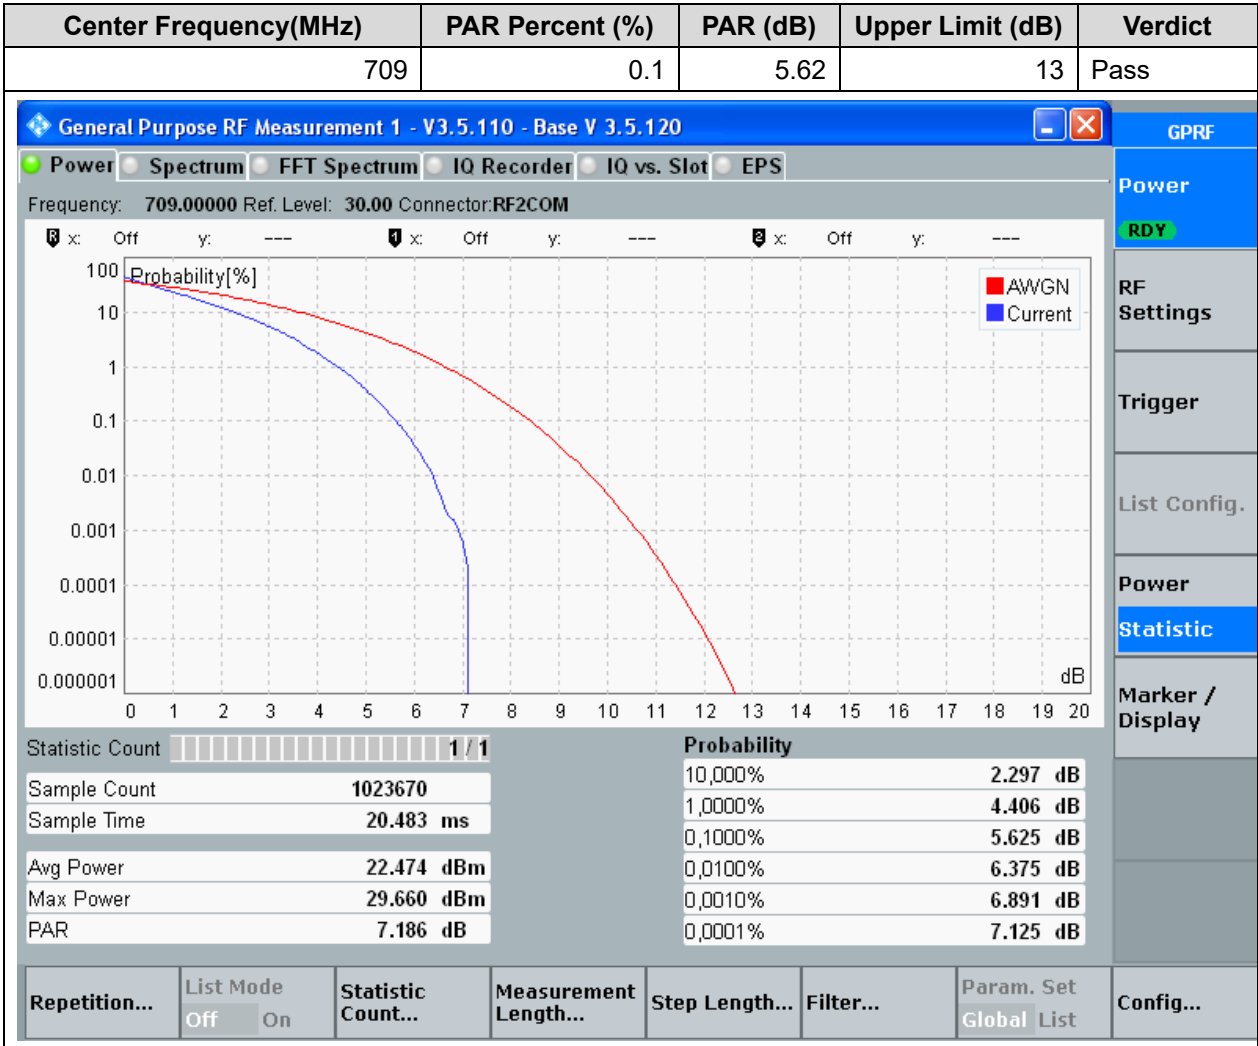 Center Frequency(MHz) PAR Percent (%) PAR (dB) Upper Limit (dB) Verdict
709 0.1 5.62 13 Pass
General Purpose RF Measurement 1 - V3.5.110 - Base V 3.5.120
GPRF
Power Spectrum FFT Spectrum IQ Recorder IQ vs. Slot EPS
Frequency: 709.00000 Ref. Level: 30.00 Connector:RF2COM
R x: Off y: --- 1 x: Off y: --- 2 x: Off y: ---
Probability[%]
AWGN
Current
100
10
1
0.1
0.01
0.001
0.0001
0.00001
0.000001
dB
0 1 2 3 4 5 6 7 8 9 10 11 12 13 14 15 16 17 18 19 20
Statistic Count 1 / 1
Sample Count 1023670
Sample Time 20.483 ms
Avg Power 22.474 dBm
Max Power 29.660 dBm
PAR 7.186 dB
Probability
10,000% 2.297 dB
1,0000% 4.406 dB
0,1000% 5.625 dB
0,0100% 6.375 dB
0,0010% 6.891 dB
0,0001% 7.125 dB
Power
RDY
RF
Settings
Trigger
List Config.
Power
Statistic
Marker /
Display
Repetition...
List Mode
Off On
Statistic
Count...
Measurement
Length...
Step Length...
Filter...
Param. Set
Global List
Config...